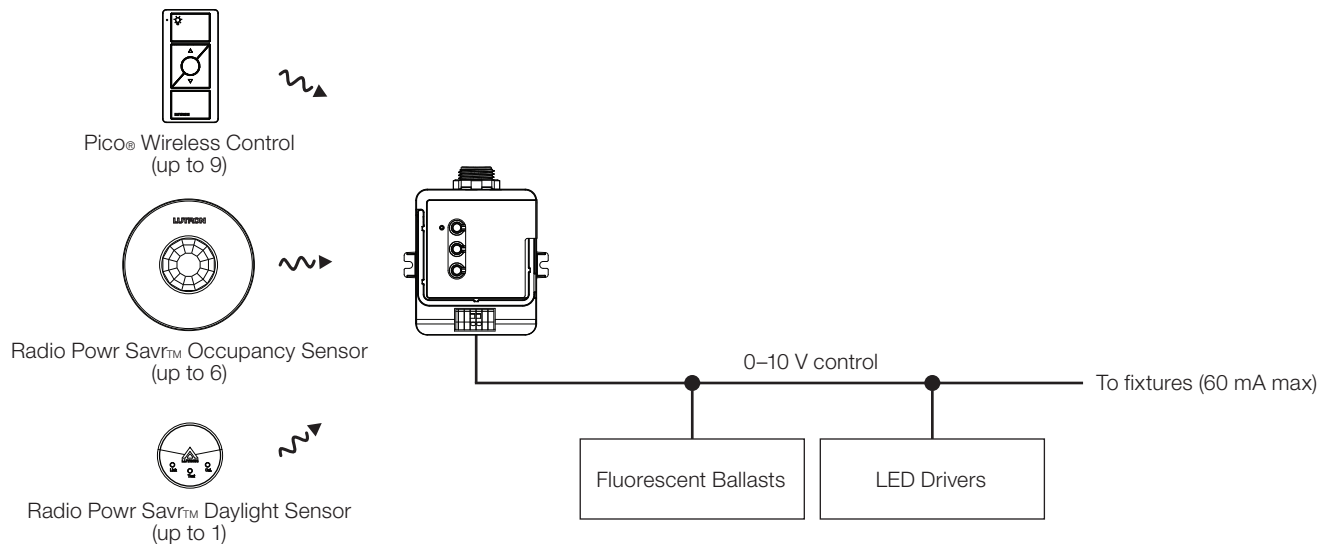 Pico® Wireless Control
(up to 9)
LUTRON
Radio Powr Savr™ Occupancy Sensor
(up to 6)
Radio Powr Savr™ Daylight Sensor
(up to 1)
0–10 V control
To fixtures (60 mA max)
Fluorescent Ballasts
LED Drivers